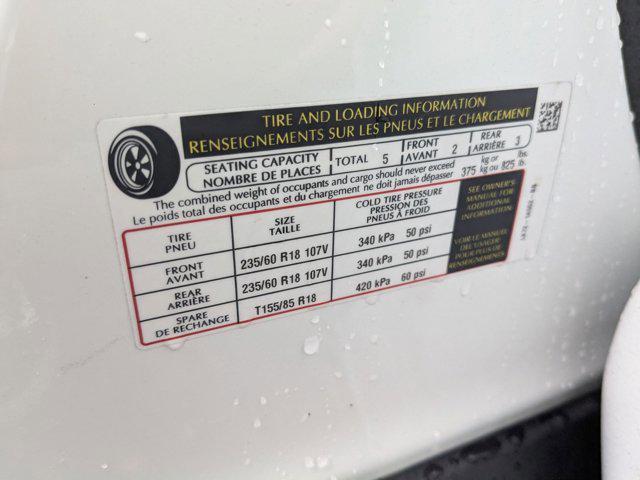 TIRE AND LOADING INFORMATION
RENSEIGNEMENTS SUR LES PNEUS ET LE CHARGEMENT
SEATING CAPACITY
NOMBRE DE PLACES
TOTAL 5
FRONT
AVANT 2
REAR
ARRIÈRE 3
The combined weight of occupants and cargo should never exceed 375 kg or 825 lbs.
Le poids total des occupants et du chargement ne doit jamais dépasser kg ou lb.
TIRE
PNEU
SIZE
TAILLE
COLD TIRE PRESSURE
PRESSION DES
PNEUS À FROID
FRONT
AVANT
235/60 R18 107V
340 kPa 50 psi
REAR
ARRIÈRE
235/60 R18 107V
340 kPa 50 psi
SPARE
DE RECHANGE
T155/85 R18
420 kPa 60 psi
SEE OWNER'S
MANUAL FOR
ADDITIONAL
INFORMATION
VOIR LE MANUEL
DE L'USAGER
POUR PLUS DE
RENSEIGNEMENTS